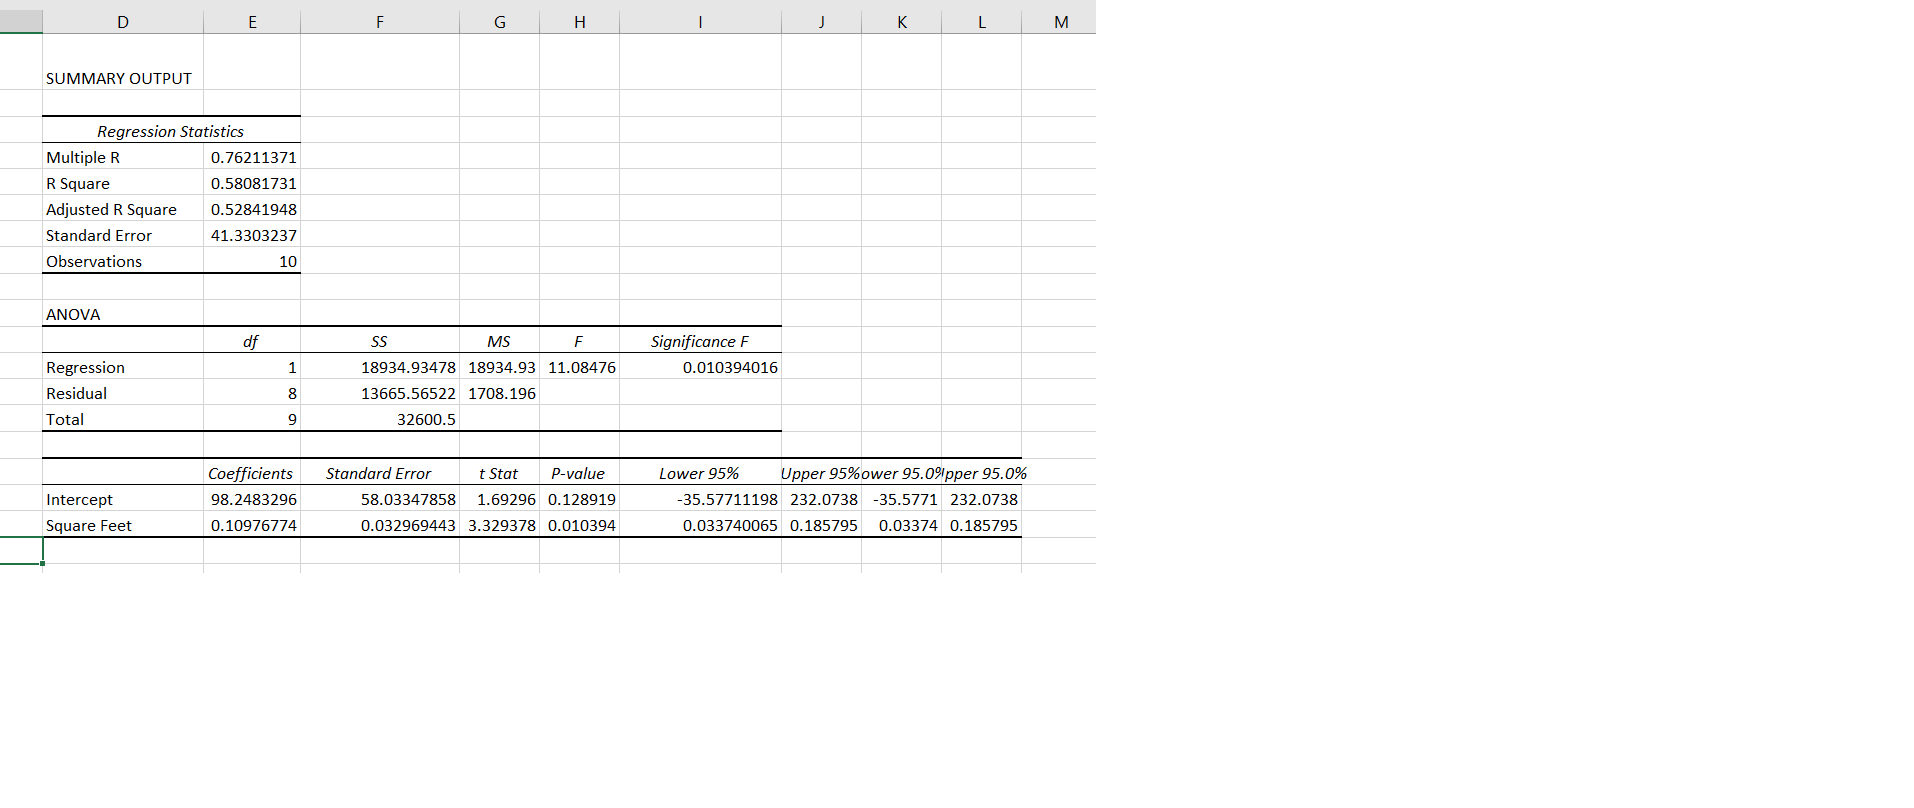 D E F G H I J K L M
SUMMARY OUTPUT
Regression Statistics
Multiple R 0.76211371
R Square 0.58081731
Adjusted R Square 0.52841948
Standard Error 41.3303237
Observations 10
ANOVA
df SS MS F Significance F
Regression 1 18934.93478 18934.93 11.08476 0.010394016
Residual 8 13665.56522 1708.196
Total 9 32600.5
Coefficients Standard Error t Stat P-value Lower 95% Upper 95% ower 95.0% pper 95.0%
Intercept 98.2483296 58.03347858 1.69296 0.128919 -35.57711198 232.0738 -35.5771 232.0738
Square Feet 0.10976774 0.032969443 3.329378 0.010394 0.033740065 0.185795 0.03374 0.185795